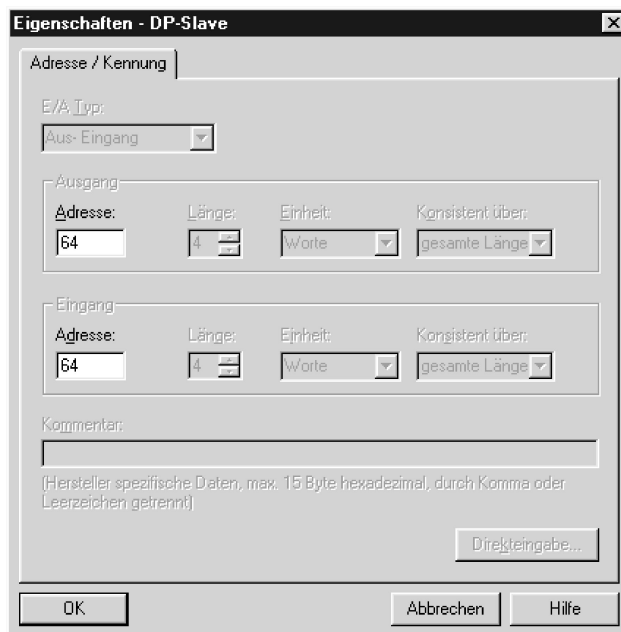 Eigenschaften - DP-Slave
Adresse / Kennung
E/A Typ:
Aus- Eingang
Ausgang
Adresse: Länge: Einheit: Konsistent über:
64 4 Worte gesamte Länge
Eingang
Adresse: Länge: Einheit: Konsistent über:
64 4 Worte gesamte Länge
Kommentar:
(Hersteller spezifische Daten, max. 15 Byte hexadezimal, durch Komma oder
Leerzeichen getrennt)
Direkteingabe...
OK Abbrechen Hilfe